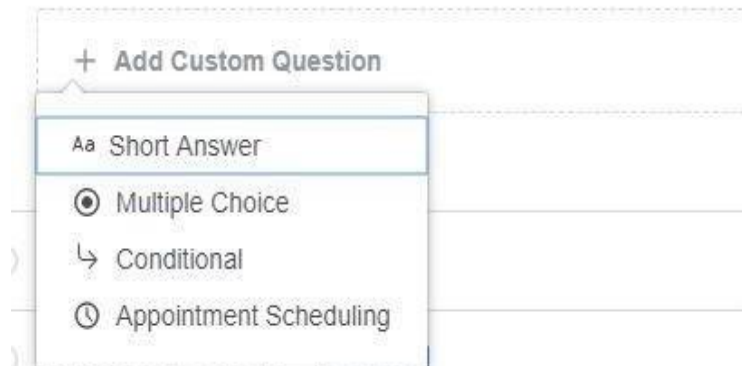 + Add Custom Question
Aa Short Answer
Multiple Choice
Conditional
Appointment Scheduling